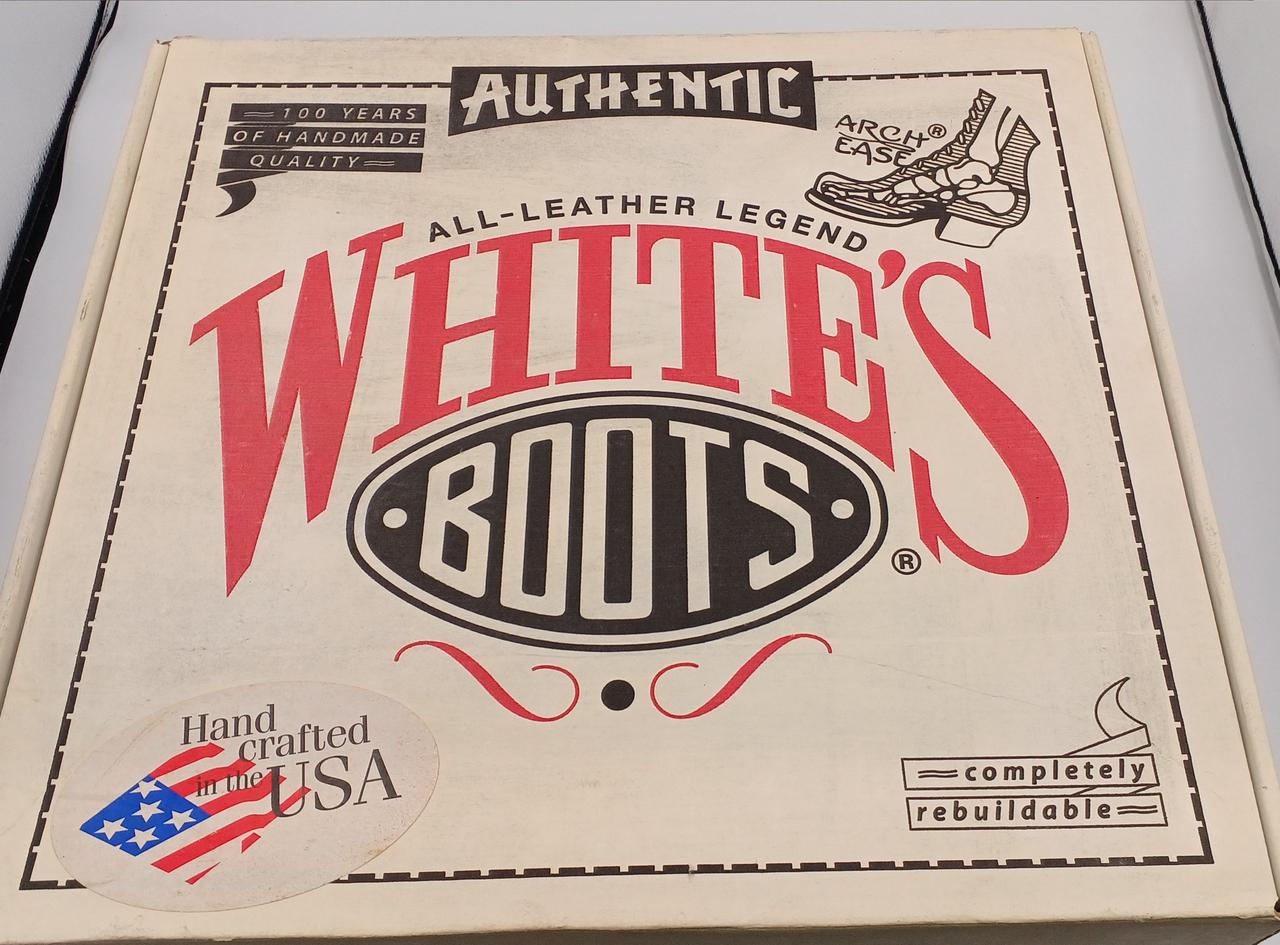 AUTHENTIC
100 YEARS
OF HANDMADE
QUALITY
ARCH®
EASE
ALL-LEATHER LEGEND
WHITE'S
BOOTS
®
Hand
crafted
in the USA
completely
rebuildable